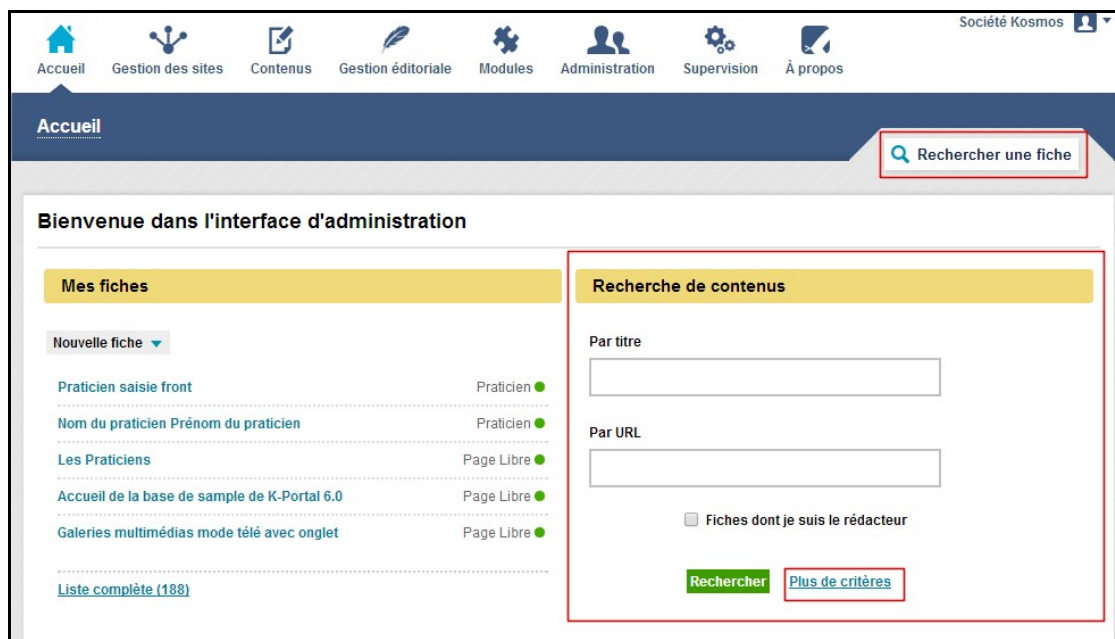 Société Kosmos
Accueil Gestion des sites Contenus Gestion éditoriale Modules Administration Supervision À propos
Accueil
Rechercher une fiche
Bienvenue dans l'interface d'administration
Mes fiches
Nouvelle fiche
Praticien saisie front Praticien
Nom du praticien Prénom du praticien Praticien
Les Praticiens Page Libre
Accueil de la base de sample de K-Portal 6.0 Page Libre
Galeries multimédias mode télé avec onglet Page Libre
Liste complète (188)
Recherche de contenus
Par titre
Par URL
Fiches dont je suis le rédacteur
Rechercher Plus de critères